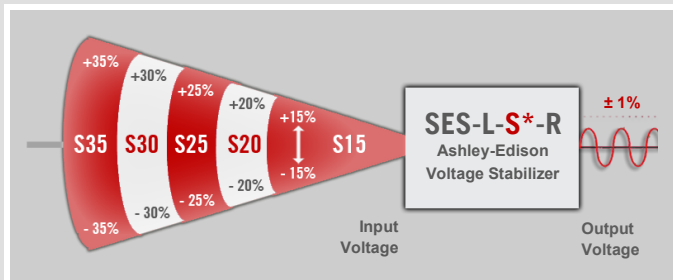 +35%
+30%
+25%
+20%
+15%
S35 S30 S25 S20 S15
- 15%
- 20%
- 25%
- 30%
- 35%
SES-L-S*-R
Ashley-Edison
Voltage Stabilizer
± 1%
Input
Voltage
Output
Voltage